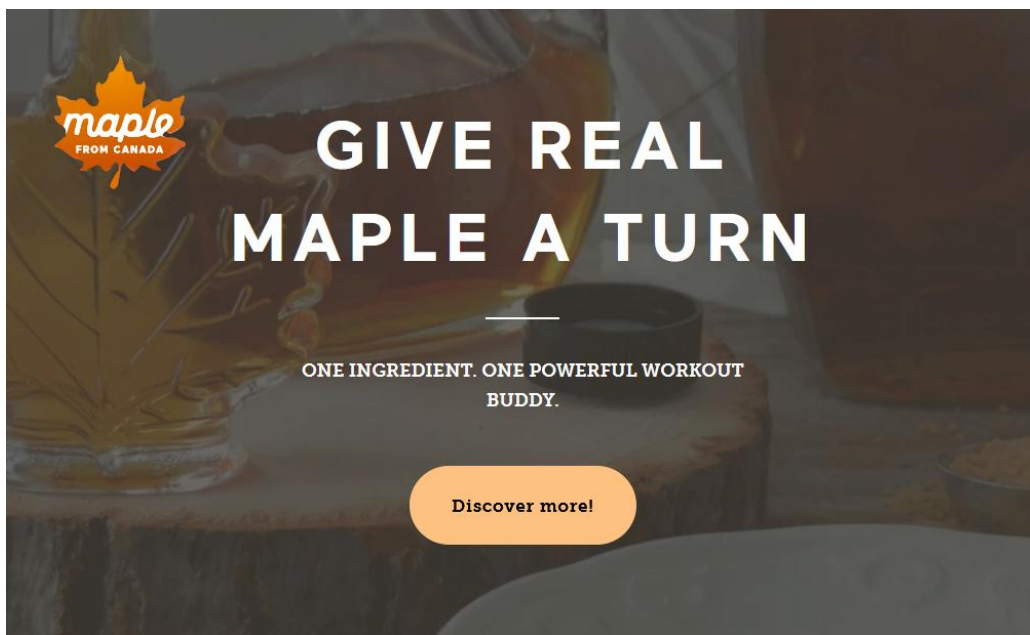 maple
FROM CANADA
GIVE REAL
MAPLE A TURN
ONE INGREDIENT. ONE POWERFUL WORKOUT
BUDDY.
Discover more!